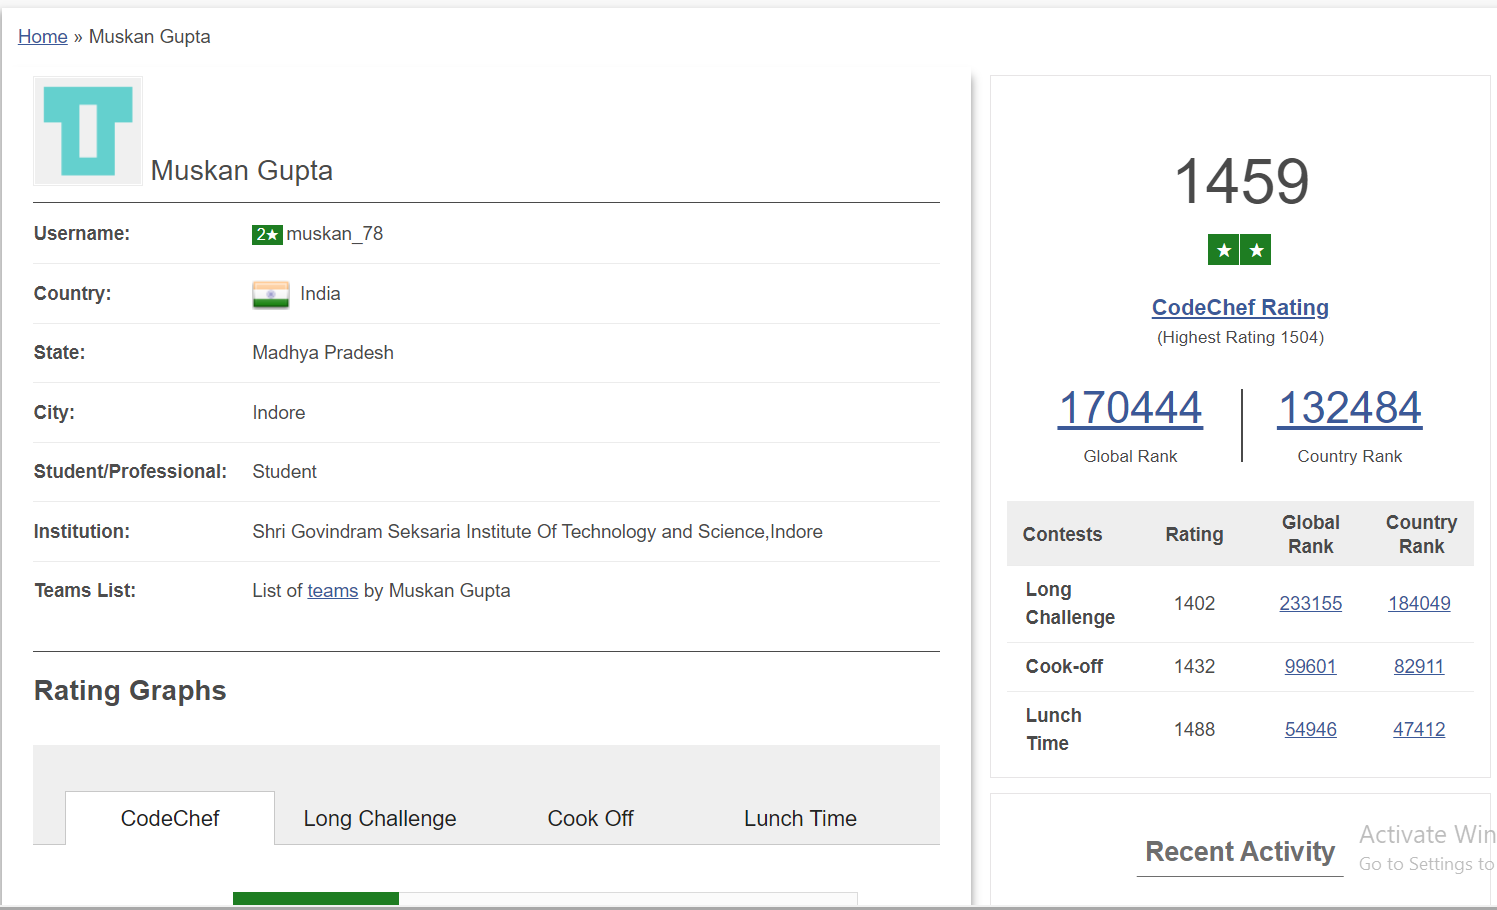 Home » Muskan Gupta
Muskan Gupta
Username: 2★ muskan_78
Country: India
State: Madhya Pradesh
City: Indore
Student/Professional: Student
Institution: Shri Govindram Seksaria Institute Of Technology and Science,Indore
Teams List: List of teams by Muskan Gupta
Rating Graphs
CodeChef Long Challenge Cook Off Lunch Time
1459
★ ★
CodeChef Rating
(Highest Rating 1504)
170444 132484
Global Rank Country Rank
Contests Rating Global Rank Country Rank
Long Challenge 1402 233155 184049
Cook-off 1432 99601 82911
Lunch Time 1488 54946 47412
Recent Activity
Activate Win
Go to Settings to